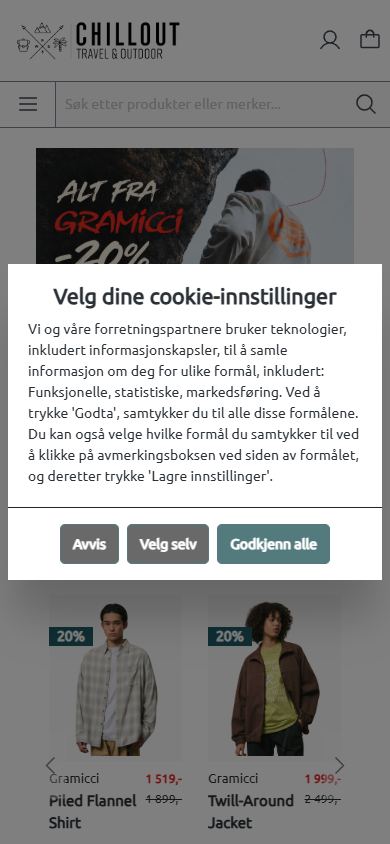 CHILLOUT
TRAVEL & OUTDOOR
Søk etter produkter eller merker...
ALT FRA
GRAMICCI
-20%
Velg dine cookie-innstillinger
Vi og våre forretningspartnere bruker teknologier,
inkludert informasjonskapsler, til å samle
informasjon om deg for ulike formål, inkludert:
Funksjonelle, statistiske, markedsføring. Ved å
trykke 'Godta', samtykker du til alle disse formålene.
Du kan også velge hvilke formål du samtykker til ved
å klikke på avmerkingsboksen ved siden av formålet,
og deretter trykke 'Lagre innstillinger'.
Avvis Velg selv Godkjenn alle
20% 20%
Gramicci 1 519,- Gramicci 1 999,-
Piled Flannel 1 899,- Twill-Around 2 499,-
Shirt Jacket